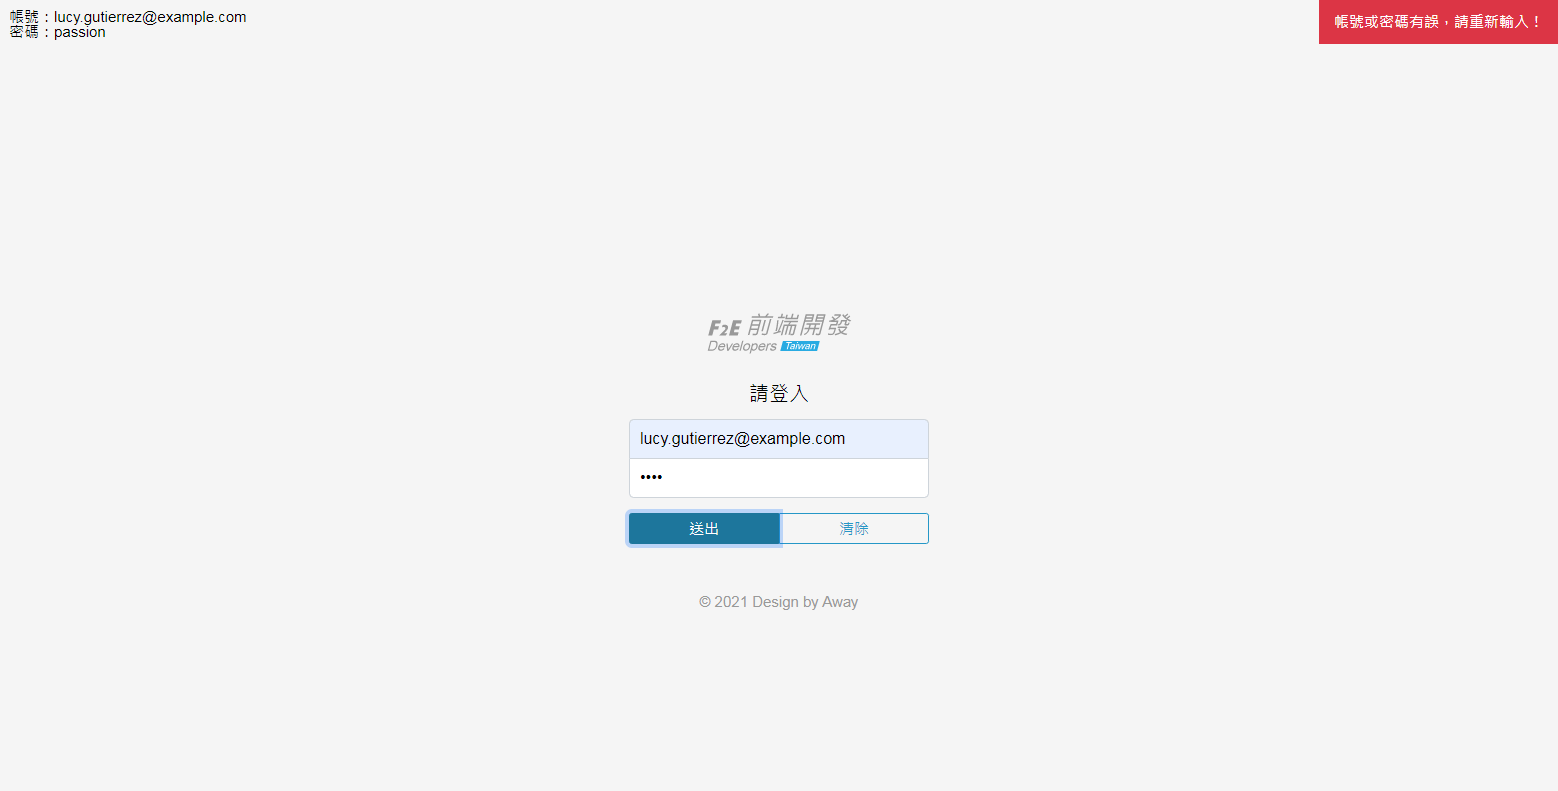 帳號：lucy.gutierrez@example.com
密碼：passion
帳號或密碼有誤，請重新輸入！
F2E 前端開發
Developers Taiwan
請登入
lucy.gutierrez@example.com
••••
送出 清除
© 2021 Design by Away